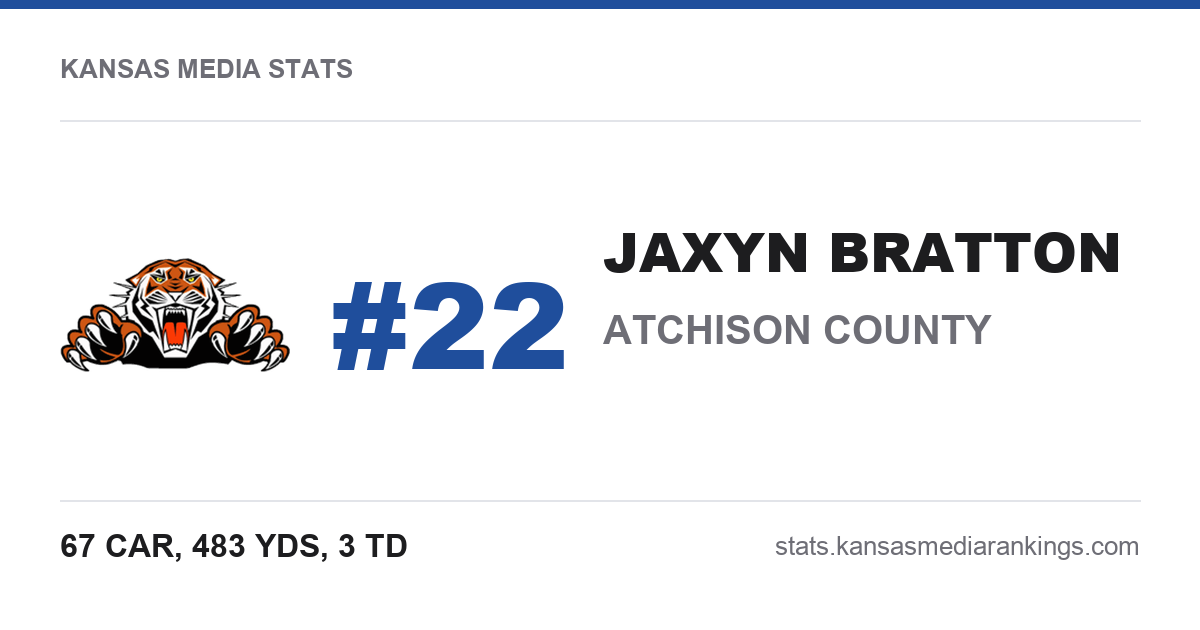 KANSAS MEDIA STATS
#22
JAXYN BRATTON
ATCHISON COUNTY
67 CAR, 483 YDS, 3 TD
stats.kansasmediarankings.com